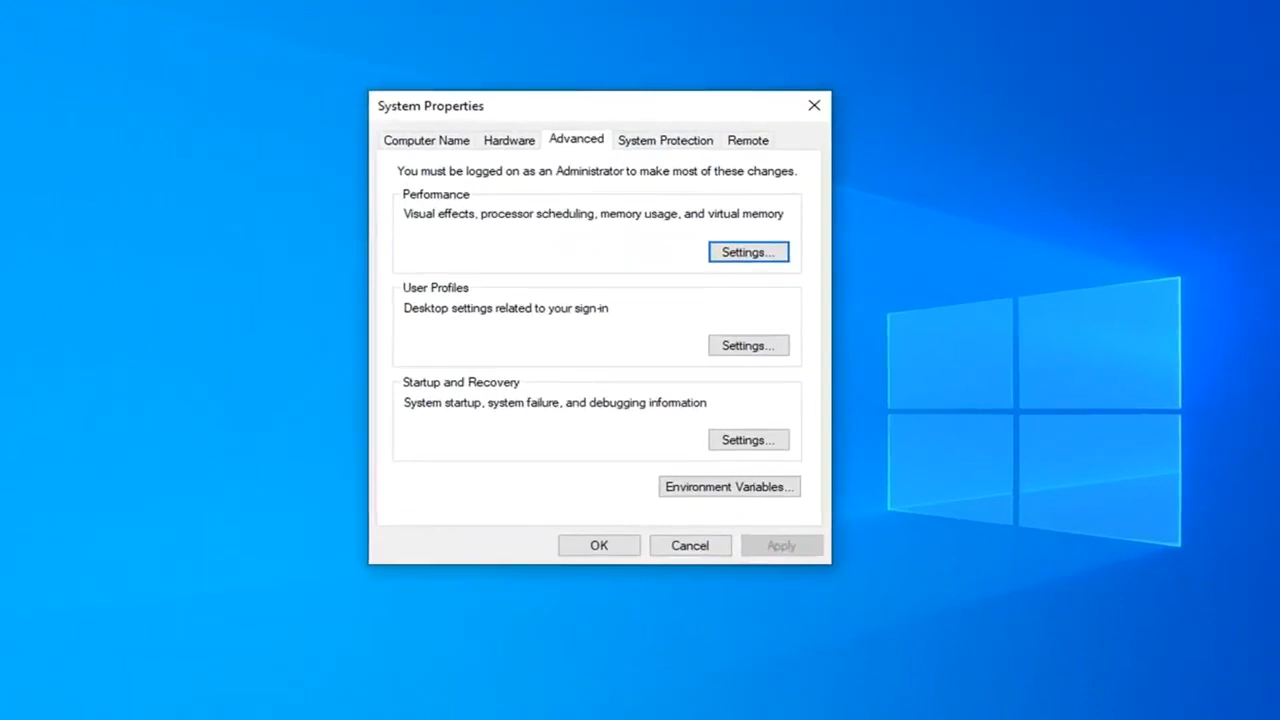 System Properties
Computer Name Hardware Advanced System Protection Remote
You must be logged on as an Administrator to make most of these changes.
Performance
Visual effects, processor scheduling, memory usage, and virtual memory
Settings...
User Profiles
Desktop settings related to your sign-in
Settings...
Startup and Recovery
System startup, system failure, and debugging information
Settings...
Environment Variables...
OK Cancel Apply